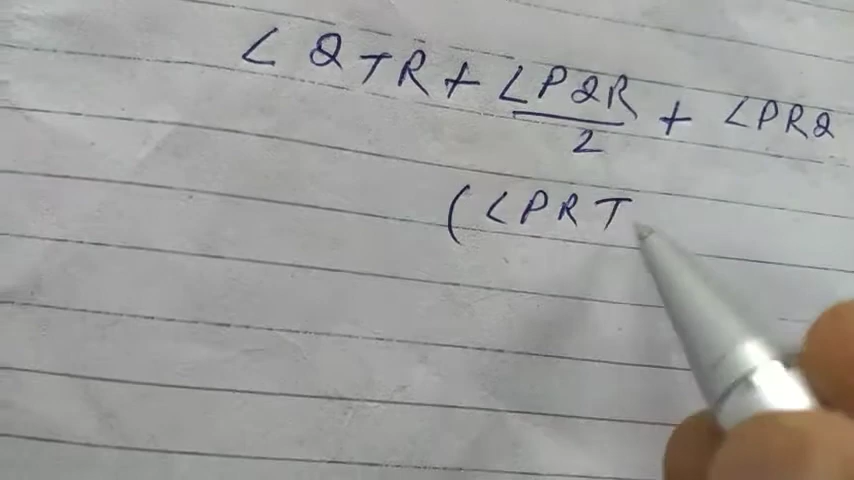 ∠QTR + ∠PQR/2 + ∠PRQ
(∠PRT